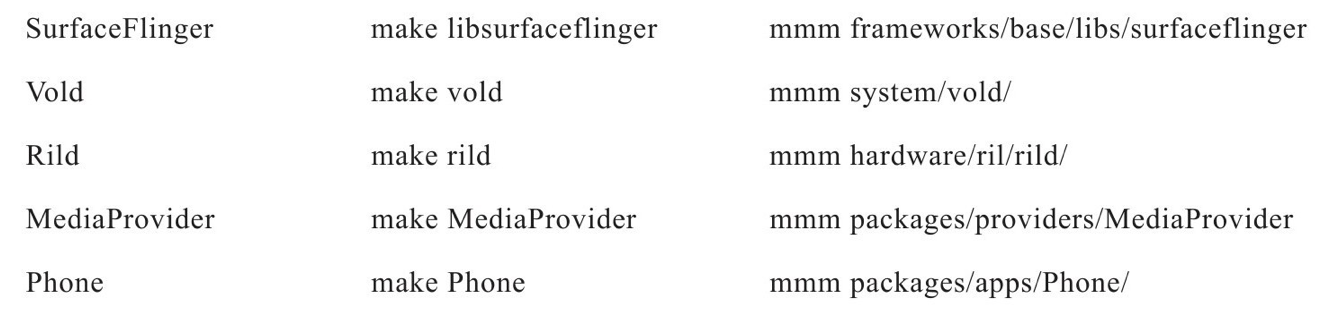 SurfaceFlinger make libsurfaceflinger mmm frameworks/base/libs/surfaceflinger
Vold make vold mmm system/vold/
Rild make rild mmm hardware/ril/rild/
MediaProvider make MediaProvider mmm packages/providers/MediaProvider
Phone make Phone mmm packages/apps/Phone/